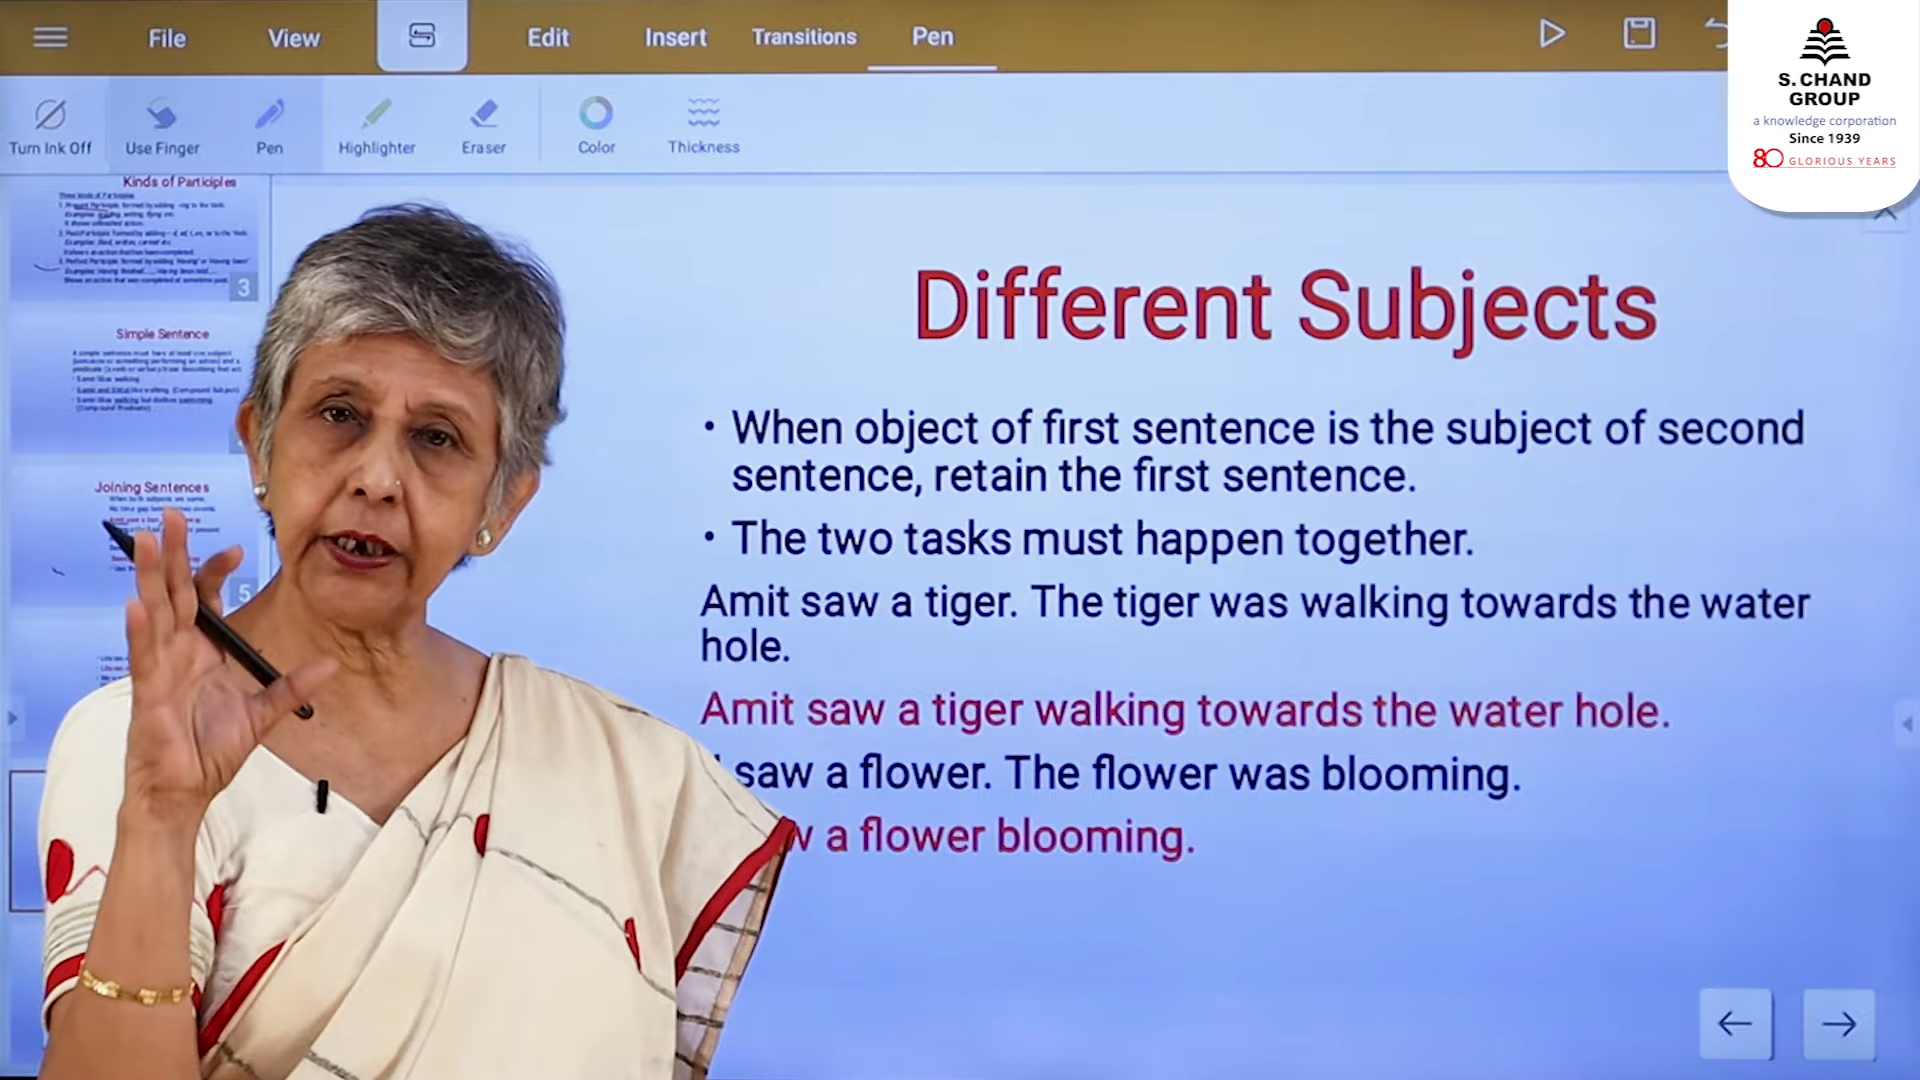 File View Edit Insert Transitions Pen
Turn Ink Off Use Finger Pen Highlighter Eraser Color Thickness
S. CHAND
GROUP
a knowledge corporation
Since 1939
80 GLORIOUS YEARS
Kinds of Participles
3
Simple Sentence
Joining Sentences
5
Different Subjects
• When object of first sentence is the subject of second
sentence, retain the first sentence.
• The two tasks must happen together.
Amit saw a tiger. The tiger was walking towards the water
hole.
Amit saw a tiger walking towards the water hole.
saw a flower. The flower was blooming.
a flower blooming.